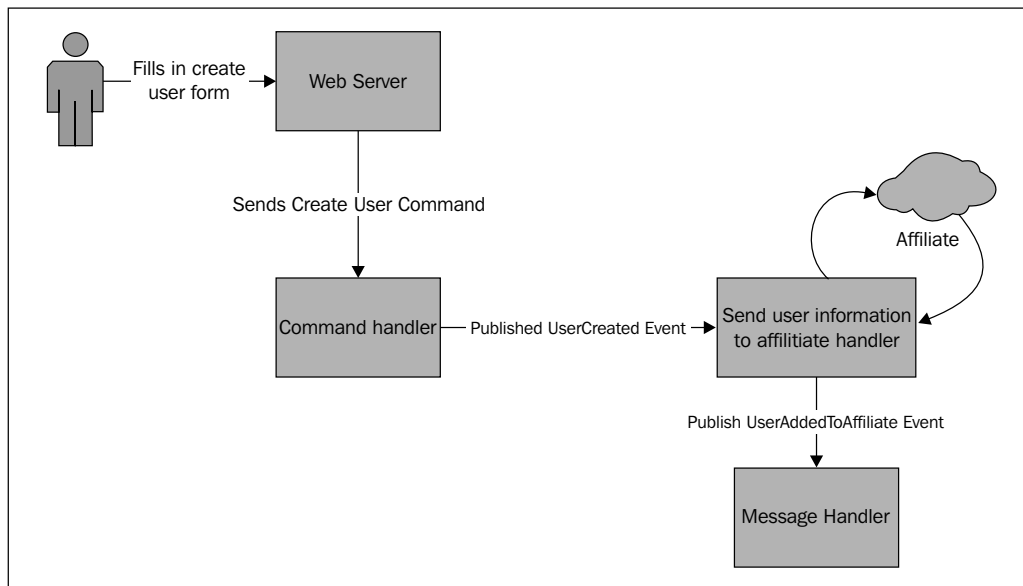 Fills in create
user form
Web Server
Sends Create User Command
Affiliate
Command handler
Published UserCreated Event
Send user information
to affilitiate handler
Publish UserAddedToAffiliate Event
Message Handler